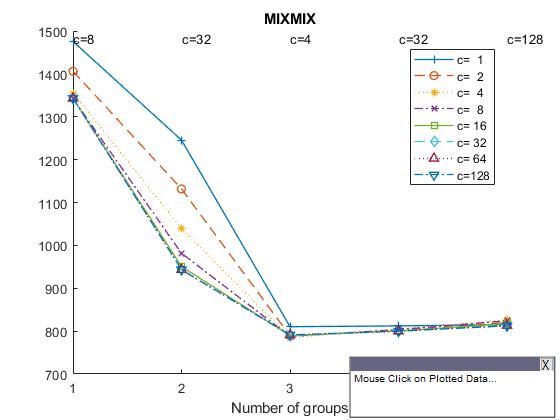 MIXMIX
c=8 c=32 c=4 c=32 c=128
1500
1400
1300
1200
1100
1000
900
800
700
c= 1
c= 2
c= 4
c= 8
c= 16
c= 32
c= 64
c=128
1 2 3
Number of groups
X
Mouse Click on Plotted Data...